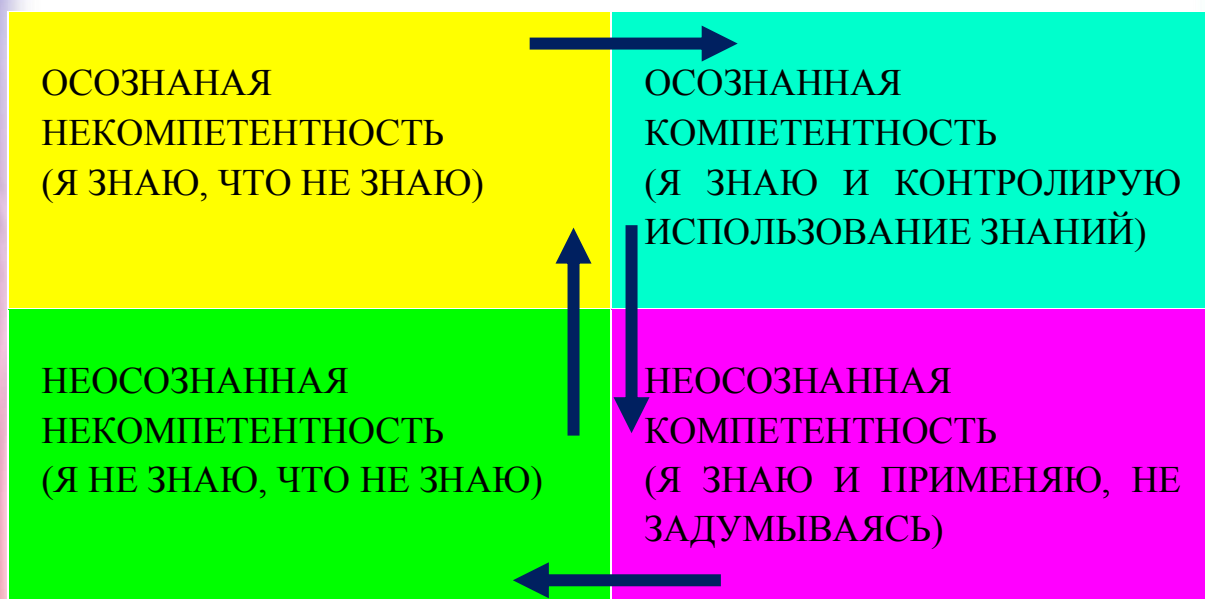 ОСОЗНАНАЯ
НЕКОМПЕТЕНТНОСТЬ
(Я ЗНАЮ, ЧТО НЕ ЗНАЮ)
ОСОЗНАННАЯ
КОМПЕТЕНТНОСТЬ
(Я ЗНАЮ И КОНТРОЛИРУЮ
ИСПОЛЬЗОВАНИЕ ЗНАНИЙ)
НЕОСОЗНАННАЯ
НЕКОМПЕТЕНТНОСТЬ
(Я НЕ ЗНАЮ, ЧТО НЕ ЗНАЮ)
НЕОСОЗНАННАЯ
КОМПЕТЕНТНОСТЬ
(Я ЗНАЮ И ПРИМЕНЯЮ, НЕ
ЗАДУМЫВАЯСЬ)